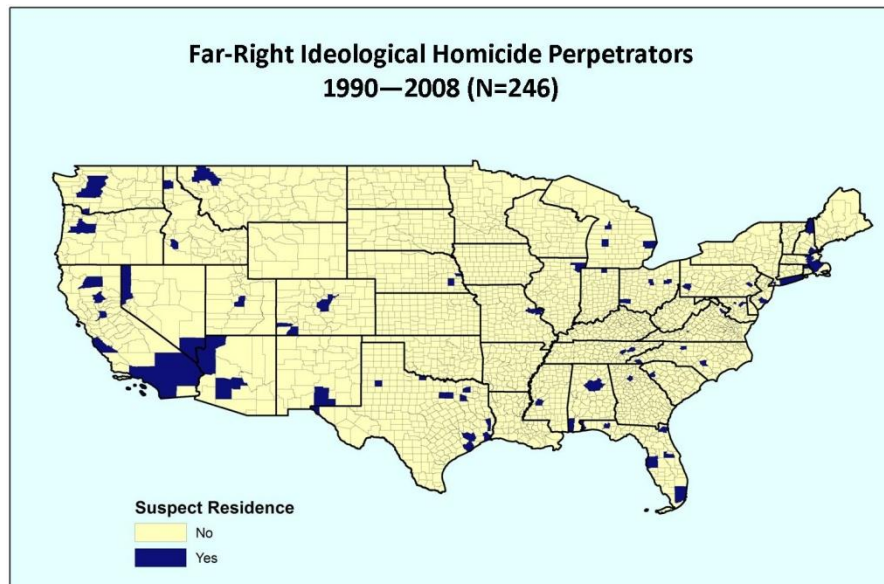 Far-Right Ideological Homicide Perpetrators
1990—2008 (N=246)
Suspect Residence
No
Yes